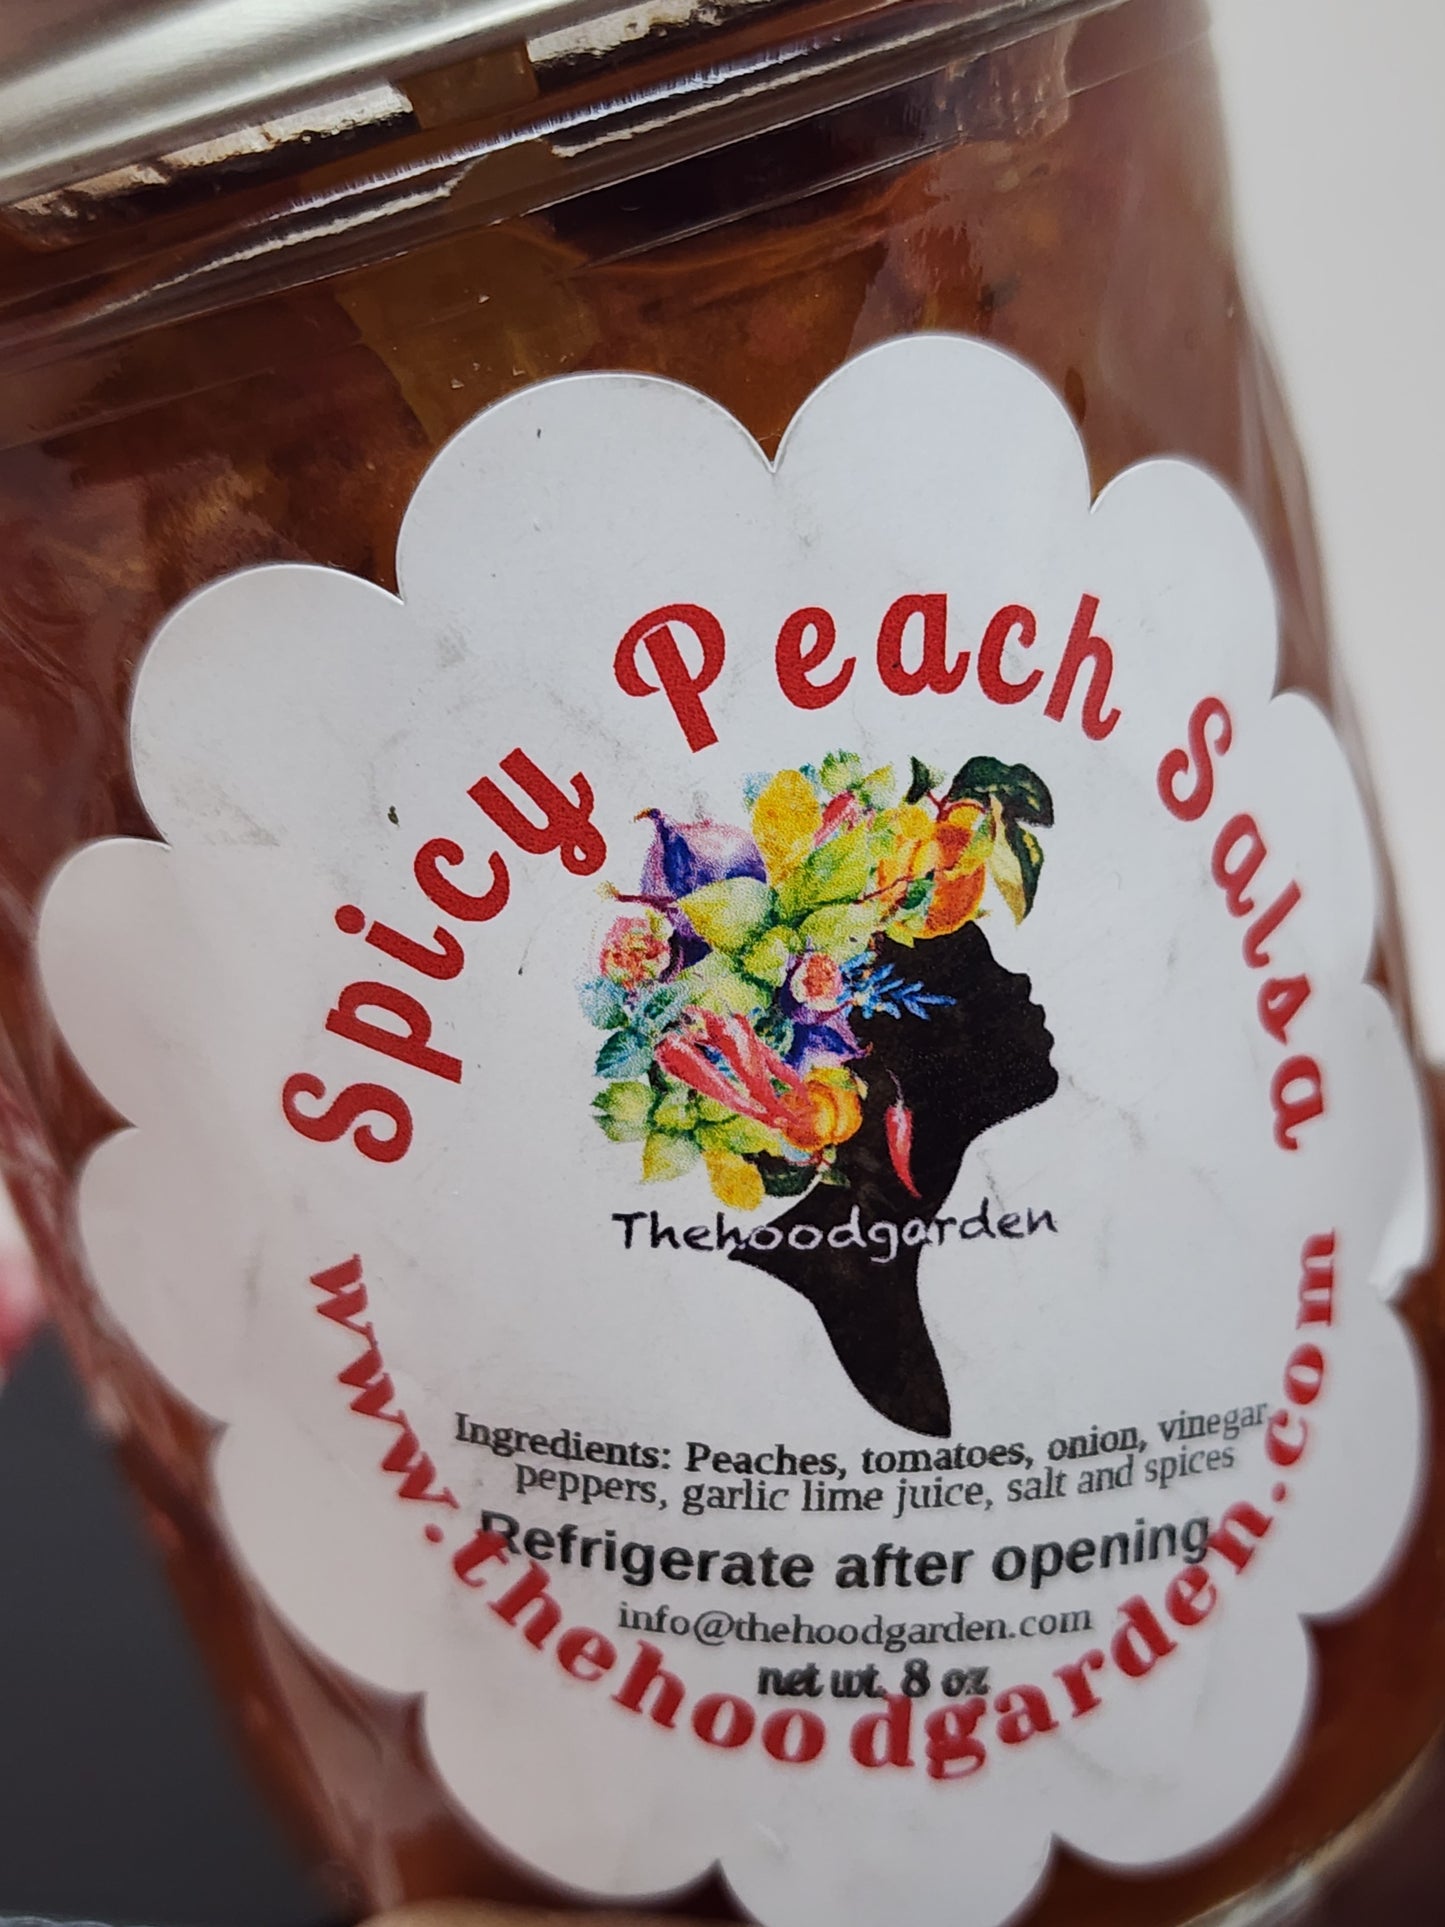 Spicy Peach Salsa
Thehoodgarden
Ingredients: Peaches, tomatoes, onion, vinegar
peppers, garlic lime juice, salt and spices
Refrigerate after opening
info@thehoodgarden.com
net wt. 8 oz
www.thehoodgarden.com